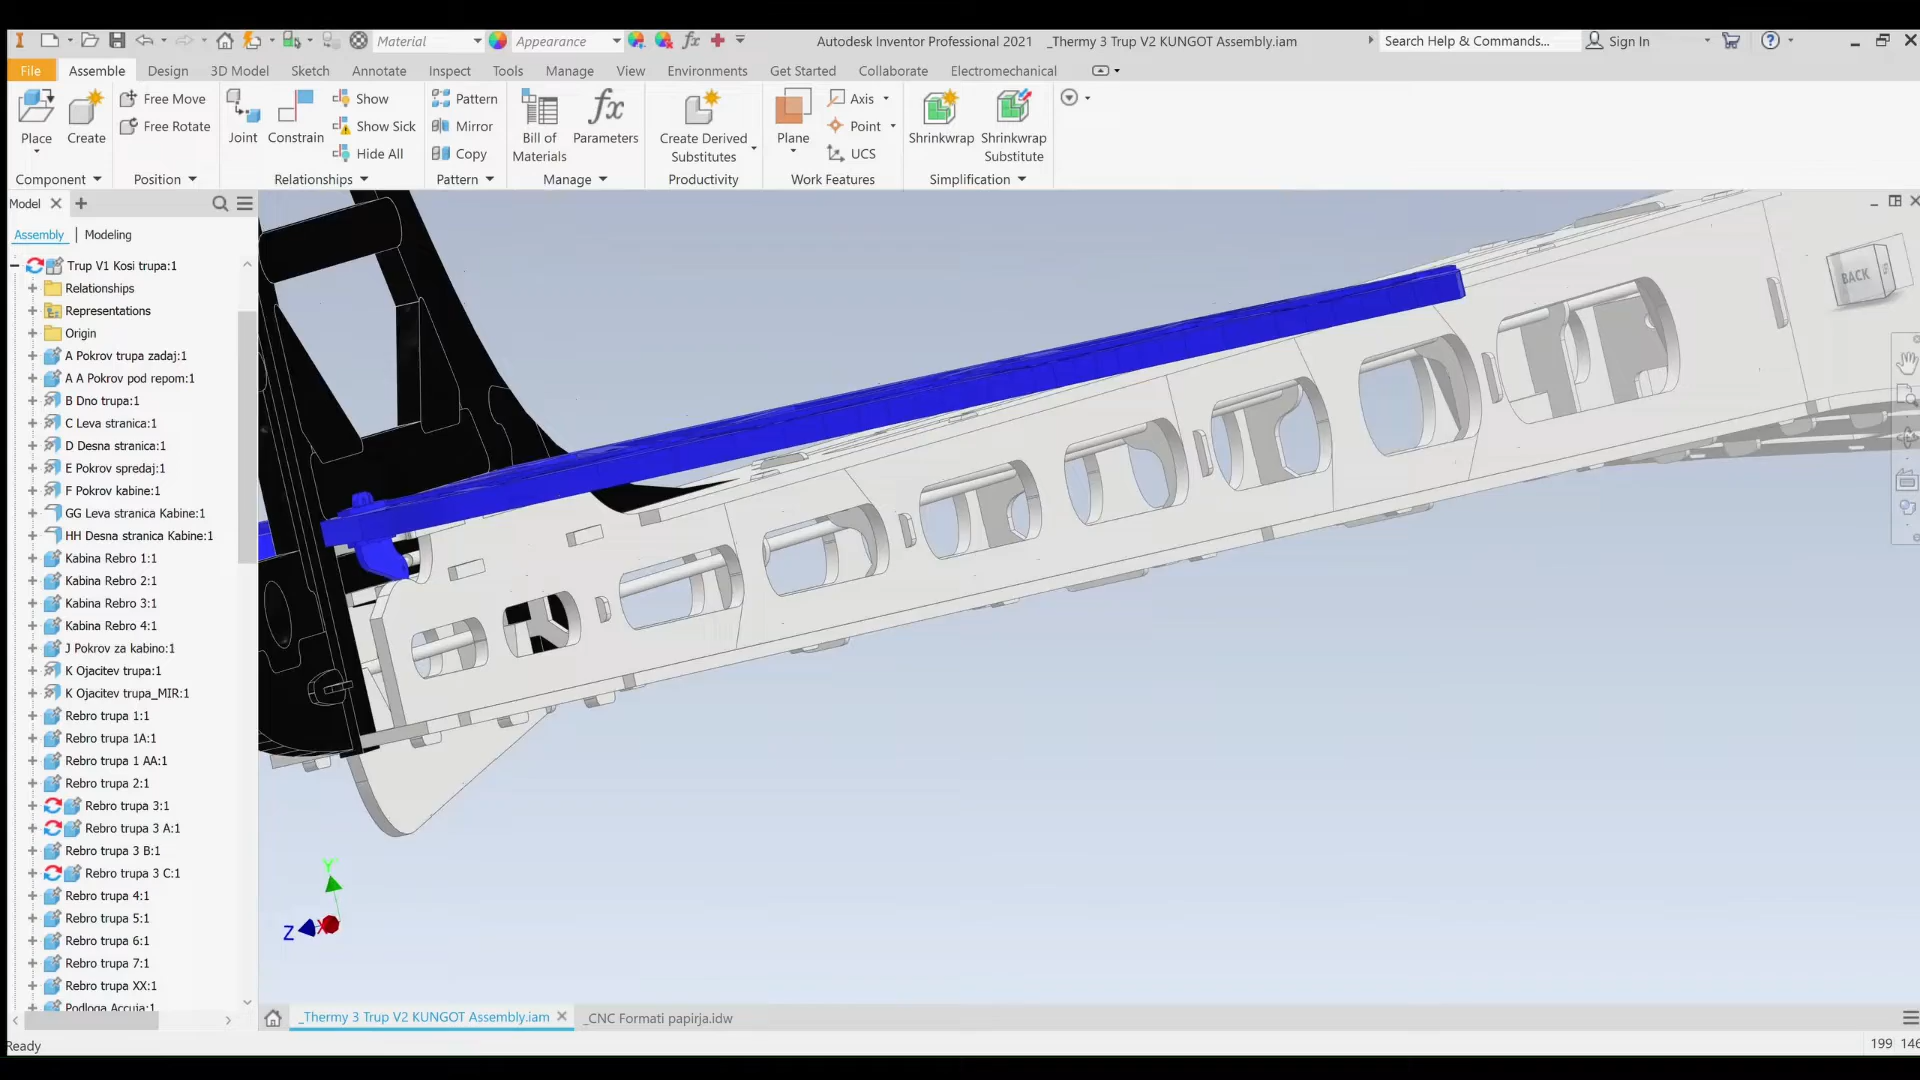 Material
Appearance
fx
Autodesk Inventor Professional 2021 _Thermy 3 Trup V2 KUNGOT Assembly.iam
Search Help & Commands...
Sign In
File
Assemble
Design
3D Model
Sketch
Annotate
Inspect
Tools
Manage
View
Environments
Get Started
Collaborate
Electromechanical
Place
Create
Free Move
Free Rotate
Joint
Constrain
Show
Show Sick
Hide All
Pattern
Mirror
Copy
Bill of
Materials
fx
Parameters
Create Derived
Substitutes
Plane
Axis
Point
UCS
Shrinkwrap
Shrinkwrap
Substitute
Component
Position
Relationships
Pattern
Manage
Productivity
Work Features
Simplification
Model
Assembly | Modeling
Trup V1 Kosi trupa:1
Relationships
Representations
Origin
A Pokrov trupa zadaj:1
A A Pokrov pod repom:1
B Dno trupa:1
C Leva stranica:1
D Desna stranica:1
E Pokrov spredaj:1
F Pokrov kabine:1
GG Leva stranica Kabine:1
HH Desna stranica Kabine:1
Kabina Rebro 1:1
Kabina Rebro 2:1
Kabina Rebro 3:1
Kabina Rebro 4:1
J Pokrov za kabino:1
K Ojacitev trupa:1
K Ojacitev trupa_MIR:1
Rebro trupa 1:1
Rebro trupa 1A:1
Rebro trupa 1 AA:1
Rebro trupa 2:1
Rebro trupa 3:1
Rebro trupa 3 A:1
Rebro trupa 3 B:1
Rebro trupa 3 C:1
Rebro trupa 4:1
Rebro trupa 5:1
Rebro trupa 6:1
Rebro trupa 7:1
Rebro trupa XX:1
Podloga Accuja:1
BACK
Y
Z
X
_Thermy 3 Trup V2 KUNGOT Assembly.iam
_CNC Formati papirja.idw
Ready
199 146